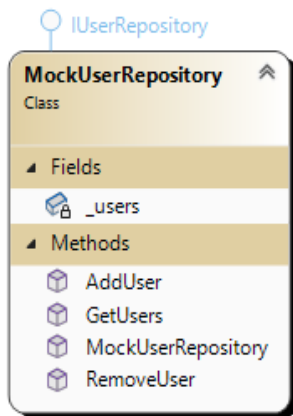 IUserRepository
MockUserRepository
Class
Fields
_users
Methods
AddUser
GetUsers
MockUserRepository
RemoveUser